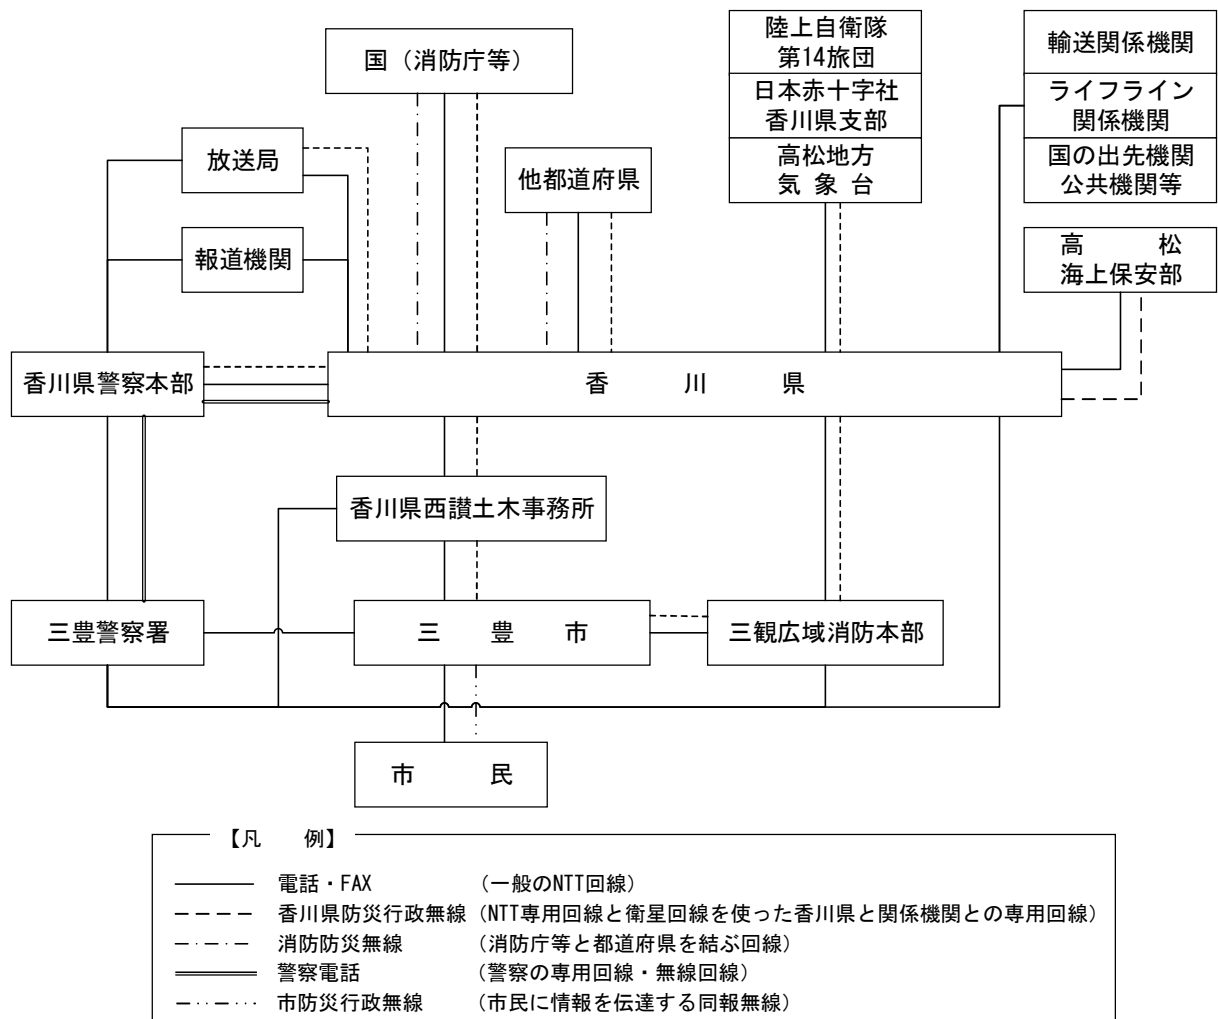 国（消防庁等）
陸上自衛隊
第14旅団
日本赤十字社
香川県支部
高松地方
気象台
輸送関係機関
ライフライン
関係機関
国の出先機関
公共機関等
放送局
他都道府県
報道機関
高松
海上保安部
香川県警察本部
香川県
香川県西讃土木事務所
三豊警察署
三豊市
三観広域消防本部
市民
【凡例】
電話・FAX （一般のNTT回線）
香川県防災行政無線（NTT専用回線と衛星回線を使った香川県と関係機関との専用回線）
消防防災無線 （消防庁等と都道府県を結ぶ回線）
警察電話 （警察の専用回線・無線回線）
市防災行政無線 （市民に情報を伝達する同報無線）